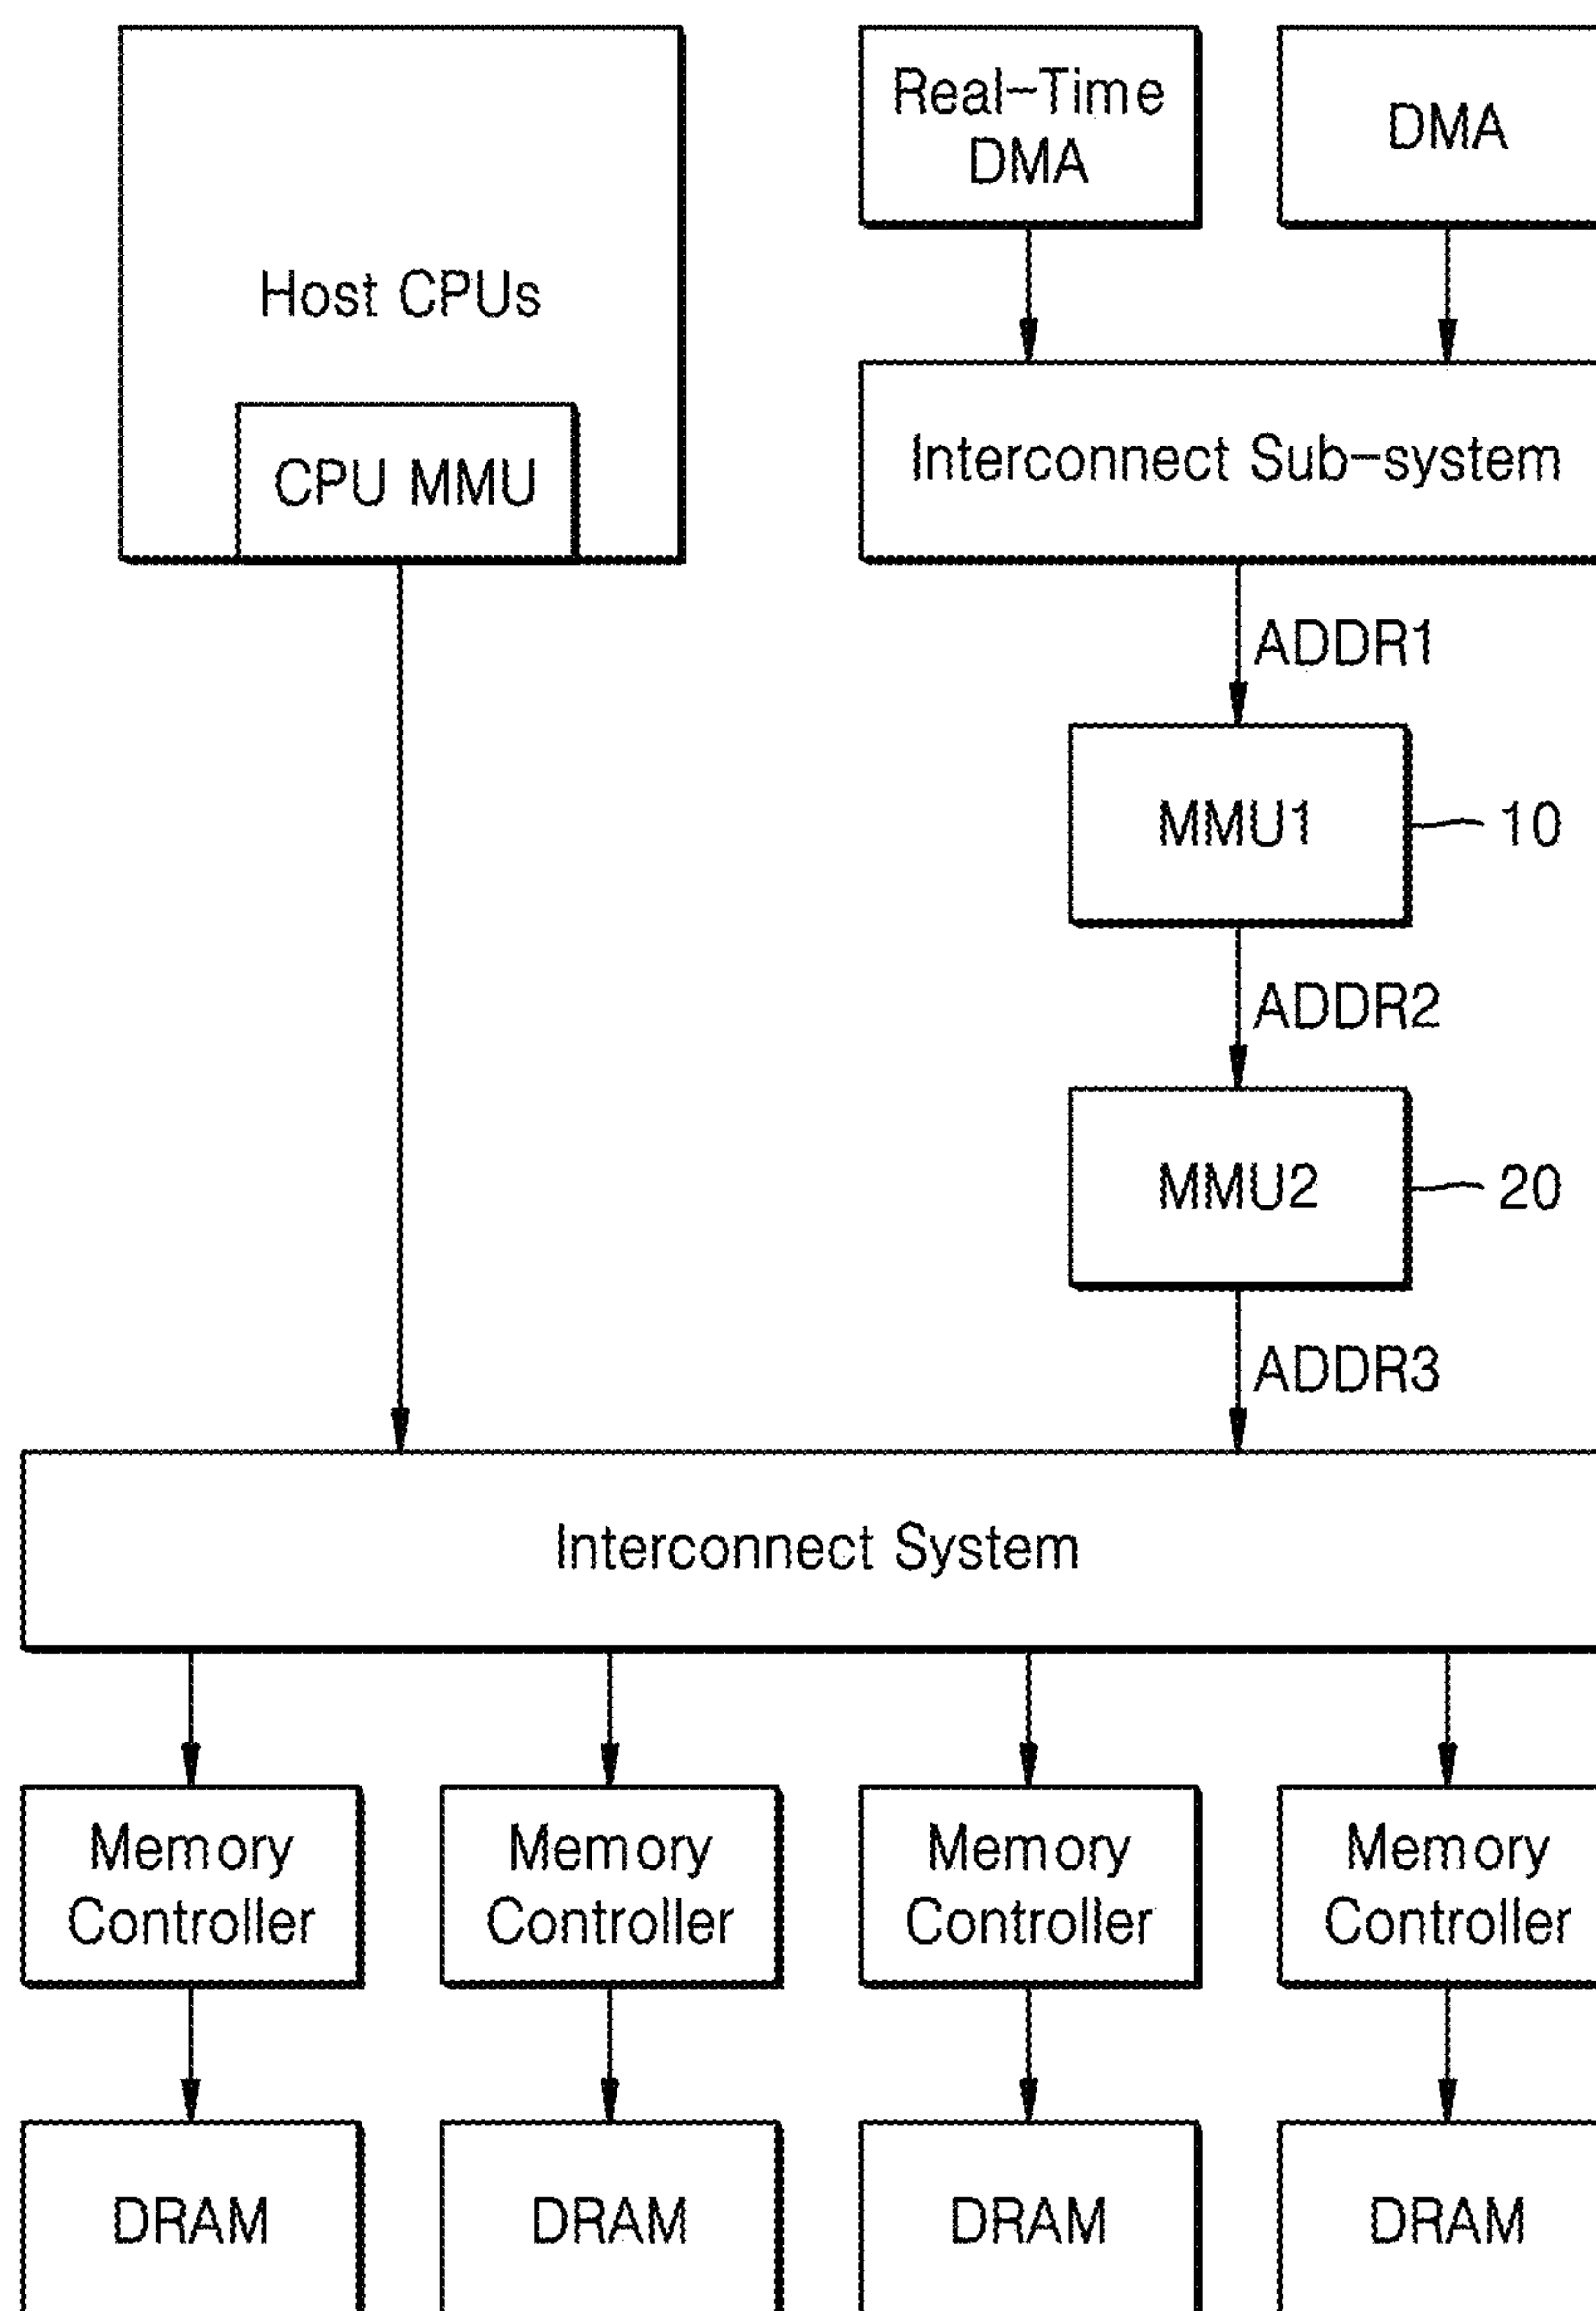 Real-Time
DMA
DMA
Host CPUs
CPU MMU
Interconnect Sub-system
ADDR1
MMU1
10
ADDR2
MMU2
20
ADDR3
Interconnect System
Memory
Controller
Memory
Controller
Memory
Controller
Memory
Controller
DRAM
DRAM
DRAM
DRAM